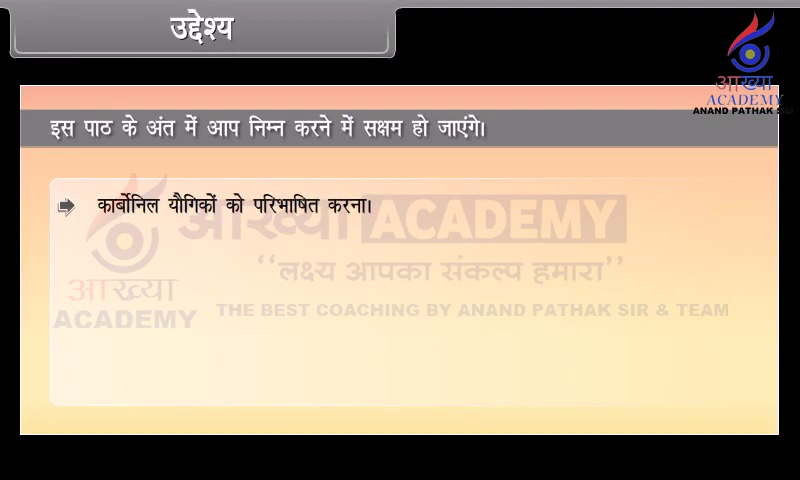 उद्देश्य
आख्या
ACADEMY
ANAND PATHAK SIR
इस पाठ के अंत में आप निम्न करने में सक्षम हो जाएंगे।
कार्बोनिल यौगिकों को परिभाषित करना।
आख्या ACADEMY
‘‘लक्ष्य आपका संकल्प हमारा’’
आख्या
ACADEMY
THE BEST COACHING BY ANAND PATHAK SIR & TEAM